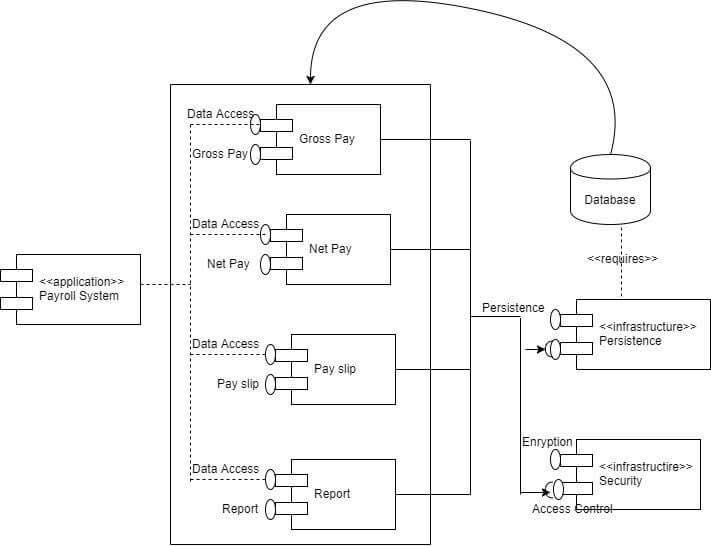 Data Access
Gross Pay
Gross Pay
Database
Data Access
Net Pay
Net Pay
<<requires>>
<<application>>
Payroll System
Persistence
<<infrastructure>>
Persistence
Data Access
Pay slip
Pay slip
Enryption
<<infrastructire>>
Security
Data Access
Report
Report
Access Control